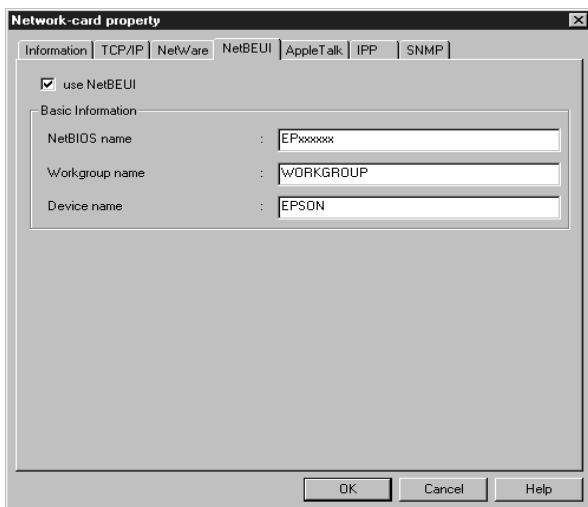 Network-card property
Information TCP/IP NetWare NetBEUI AppleTalk IPP SNMP
use NetBEUI
Basic Information
NetBIOS name : EPxxxxxx
Workgroup name : WORKGROUP
Device name : EPSON
OK Cancel Help